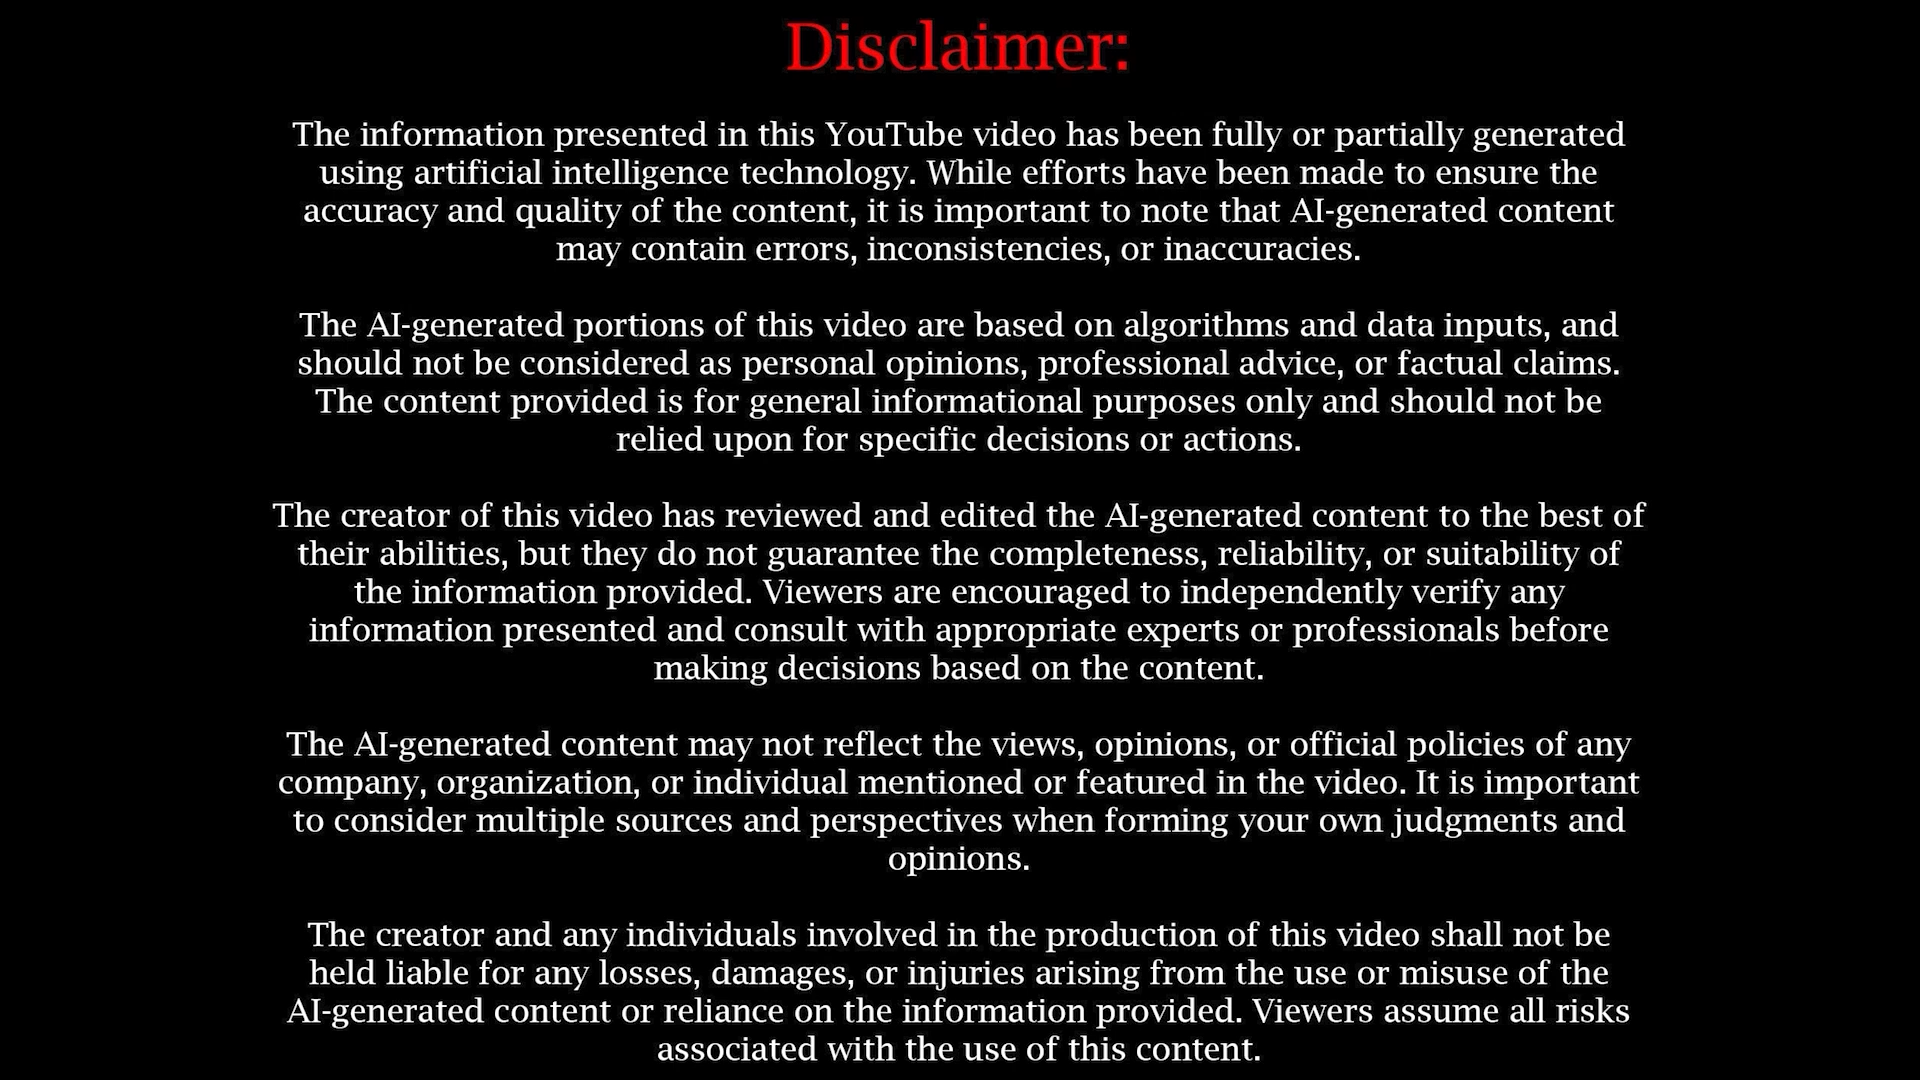 Disclaimer:
The information presented in this YouTube video has been fully or partially generated
using artificial intelligence technology. While efforts have been made to ensure the
accuracy and quality of the content, it is important to note that AI-generated content
may contain errors, inconsistencies, or inaccuracies.
The AI-generated portions of this video are based on algorithms and data inputs, and
should not be considered as personal opinions, professional advice, or factual claims.
The content provided is for general informational purposes only and should not be
relied upon for specific decisions or actions.
The creator of this video has reviewed and edited the AI-generated content to the best of
their abilities, but they do not guarantee the completeness, reliability, or suitability of
the information provided. Viewers are encouraged to independently verify any
information presented and consult with appropriate experts or professionals before
making decisions based on the content.
The AI-generated content may not reflect the views, opinions, or official policies of any
company, organization, or individual mentioned or featured in the video. It is important
to consider multiple sources and perspectives when forming your own judgments and
opinions.
The creator and any individuals involved in the production of this video shall not be
held liable for any losses, damages, or injuries arising from the use or misuse of the
AI-generated content or reliance on the information provided. Viewers assume all risks
associated with the use of this content.